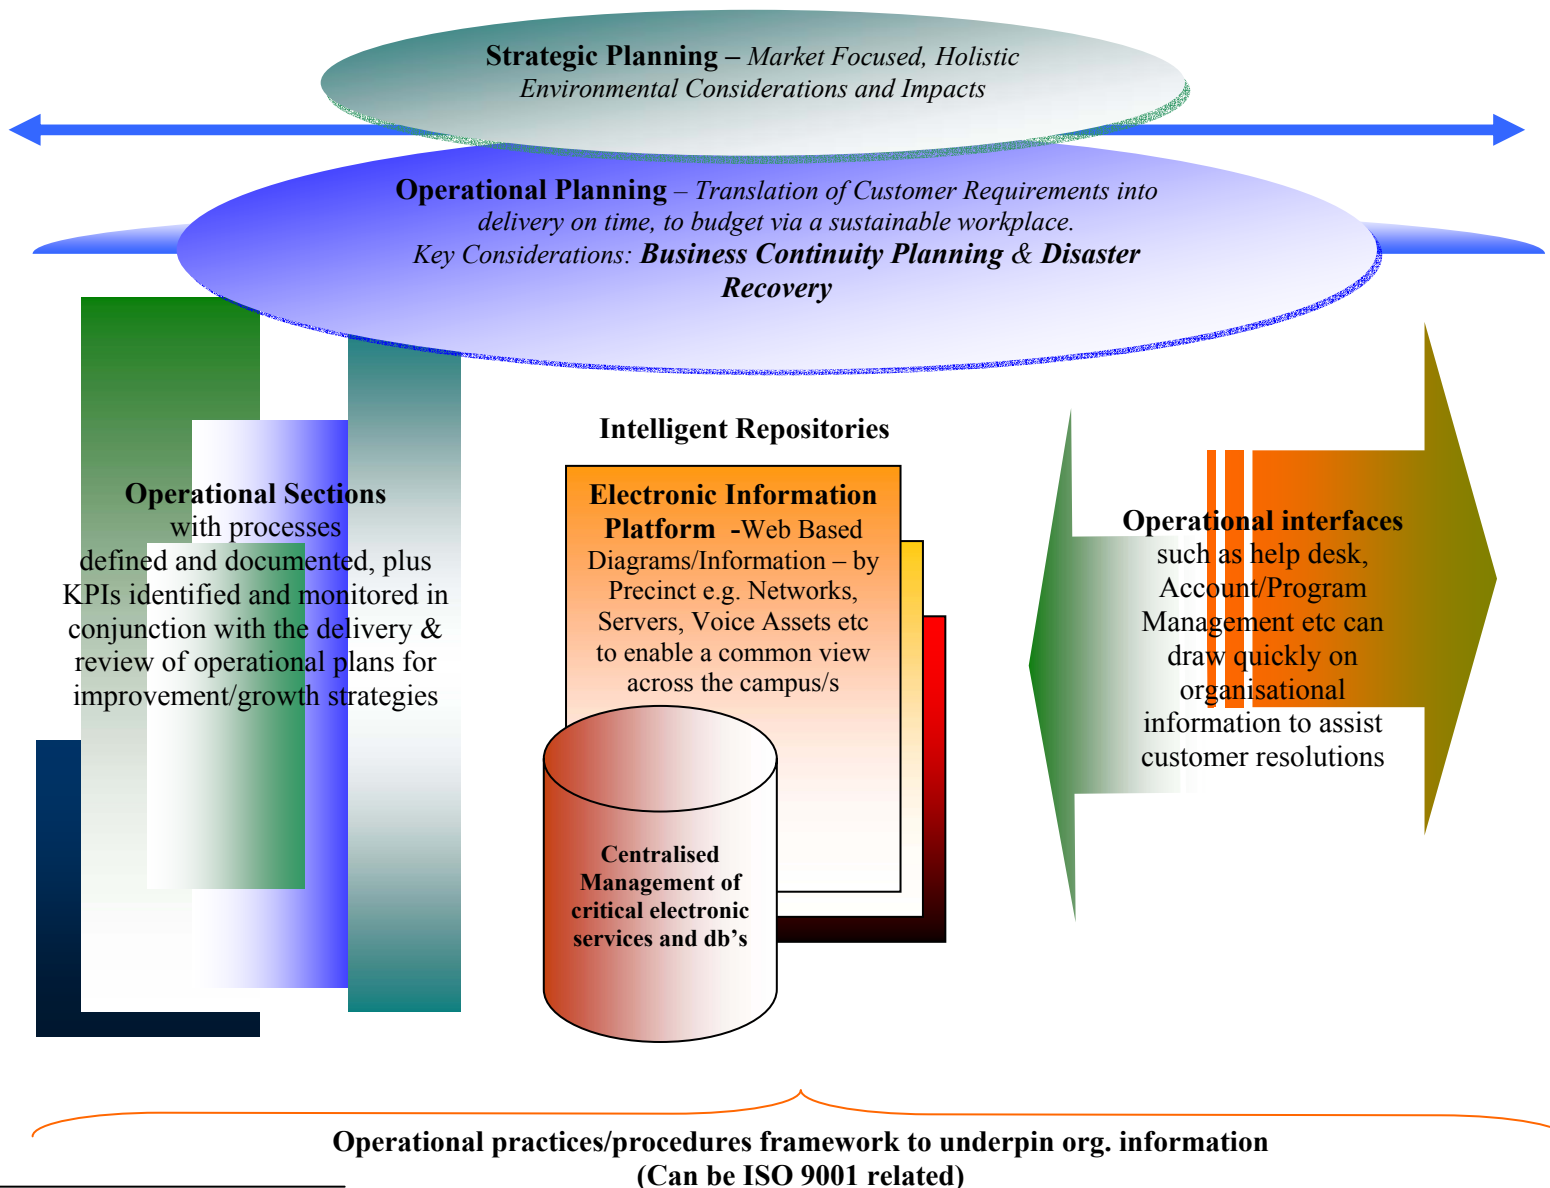 Strategic Planning – Market Focused, Holistic
Environmental Considerations and Impacts
Operational Planning – Translation of Customer Requirements into
delivery on time, to budget via a sustainable workplace.
Key Considerations: Business Continuity Planning & Disaster
Recovery
Operational Sections
with processes
defined and documented, plus
KPIs identified and monitored in
conjunction with the delivery &
review of operational plans for
improvement/growth strategies
Intelligent Repositories
Electronic Information
Platform -Web Based
Diagrams/Information – by
Precinct e.g. Networks,
Servers, Voice Assets etc
to enable a common view
across the campus/s
Centralised
Management of
critical electronic
services and db's
Operational interfaces
such as help desk,
Account/Program
Management etc can
draw quickly on
organisational
information to assist
customer resolutions
Operational practices/procedures framework to underpin org. information
(Can be ISO 9001 related)